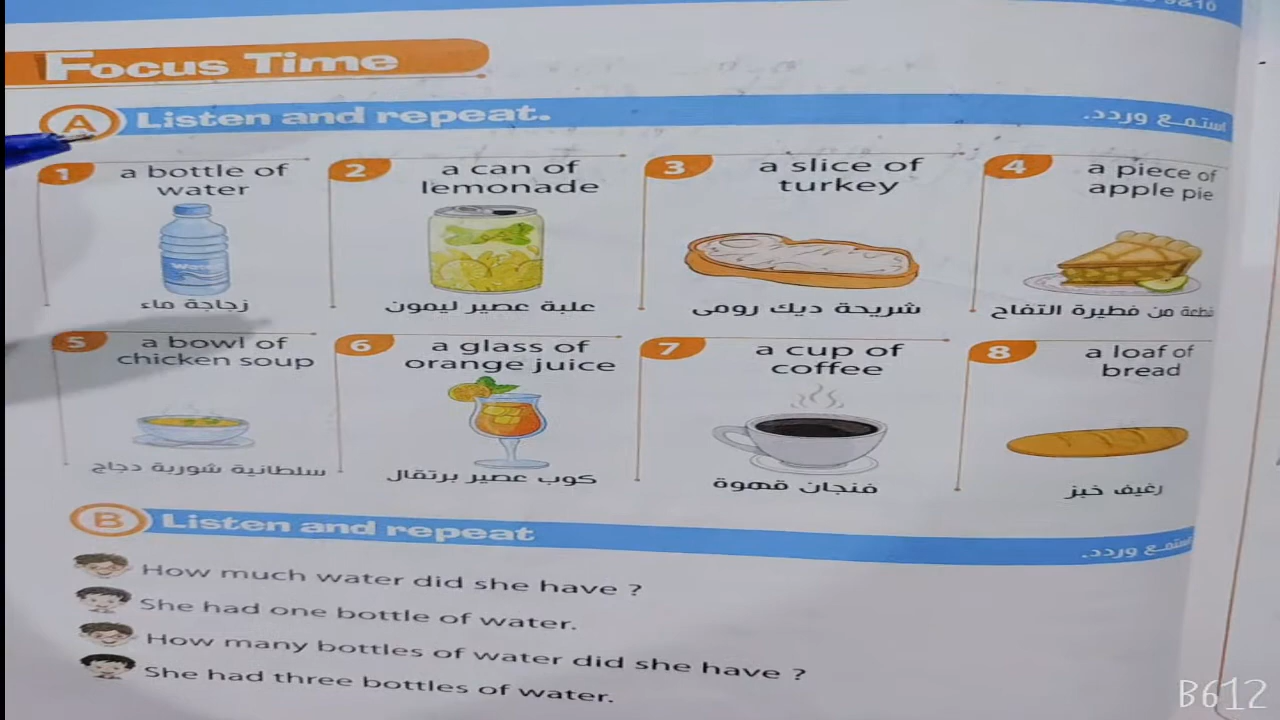 9&10
Focus Time
A Listen and repeat.
استمع وردد.
1 a bottle of
water
Water
زجاجة ماء
2 a can of
lemonade
علبة عصير ليمون
3 a slice of
turkey
شريحة ديك رومى
4 a piece of
apple pie
قطعة من فطيرة التفاح
5 a bowl of
chicken soup
سلطانية شوربة دجاج
6 a glass of
orange juice
كوب عصير برتقال
7 a cup of
coffee
فنجان قهوة
8 a loaf of
bread
رغيف خبز
B Listen and repeat
استمع وردد.
How much water did she have ?
She had one bottle of water.
How many bottles of water did she have ?
She had three bottles of water.
B612